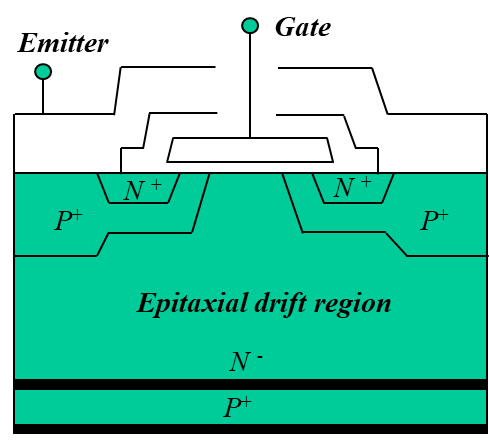 Gate
Emitter
N+ N+
P+ P+
Epitaxial drift region
N-
P+